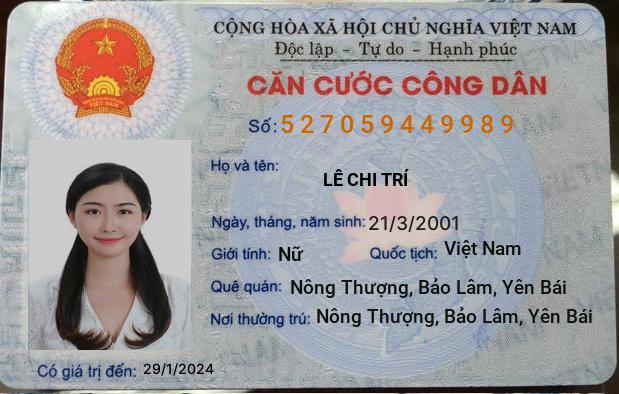 CỘNG HÒA XÃ HỘI CHỦ NGHĨA VIỆT NAM
Độc lập - Tự do - Hạnh phúc
CĂN CƯỚC CÔNG DÂN
Số: 527059449989
Họ và tên:
LÊ CHI TRÍ
Ngày, tháng, năm sinh: 21/3/2001
Giới tính: Nữ Quốc tịch: Việt Nam
Quê quán: Nông Thượng, Bảo Lâm, Yên Bái
Nơi thường trú: Nông Thượng, Bảo Lâm, Yên Bái
Có giá trị đến: 29/1/2024
VIỆT NAM